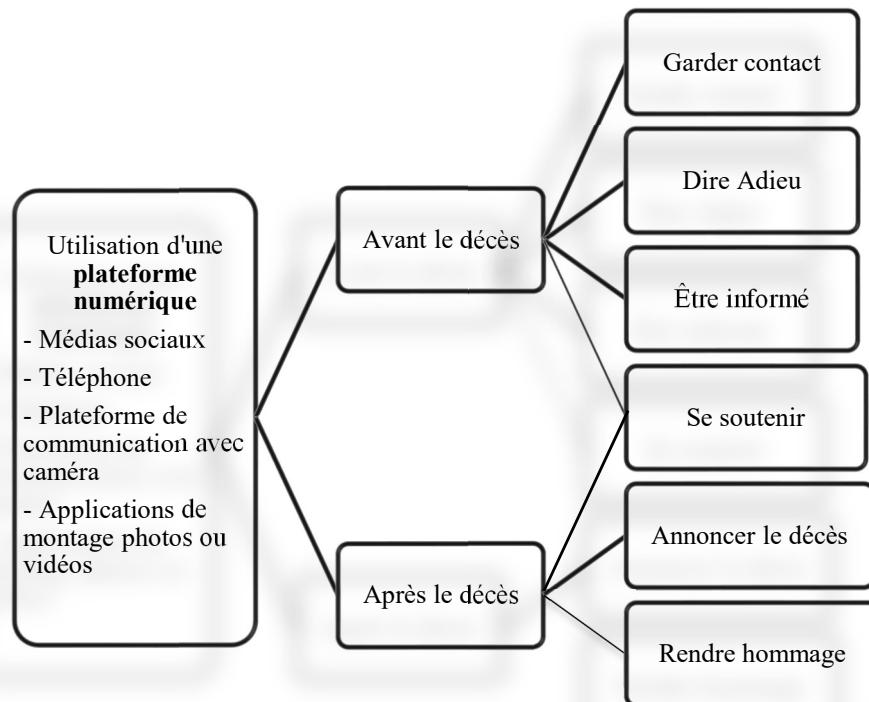 Utilisation d'une
plateforme
numérique
- Médias sociaux
- Téléphone
- Plateforme de
communication avec
caméra
- Applications de
montage photos ou
vidéos
Avant le décès
Après le décès
Garder contact
Dire Adieu
Être informé
Se soutenir
Annoncer le décès
Rendre hommage